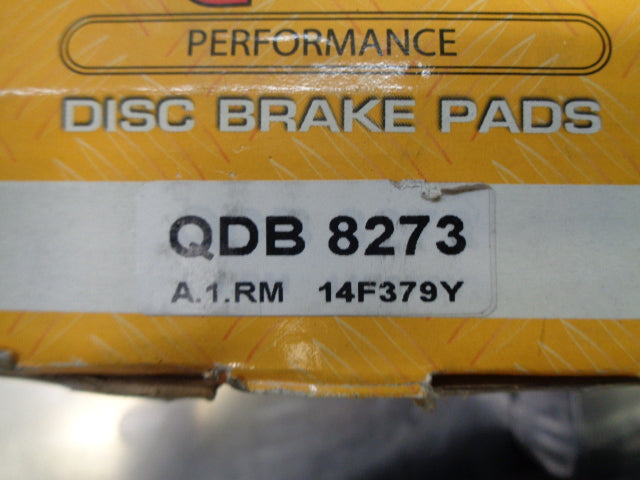 PERFORMANCE
DISC BRAKE PADS
QDB 8273
A.1.RM 14F379Y